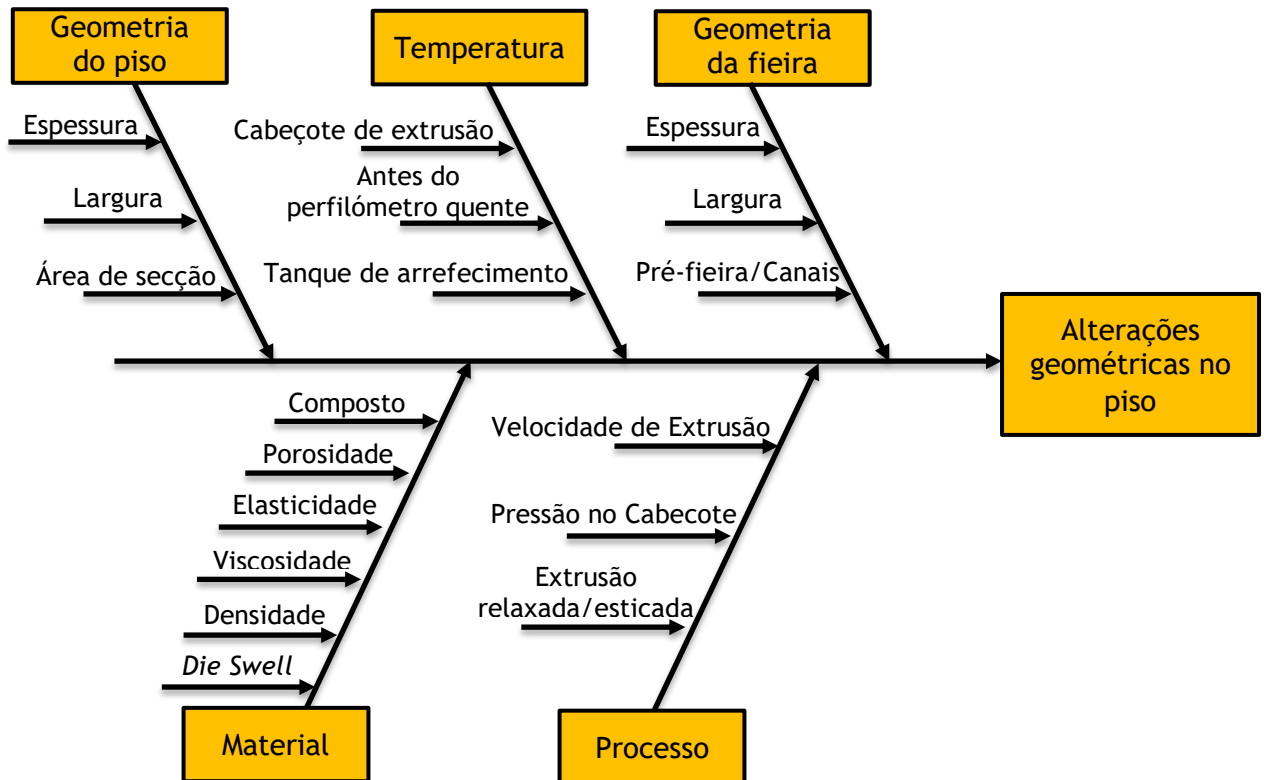 Geometria
do piso
Temperatura
Geometria
da fieira
Espessura
Largura
Área de secção
Cabeçote de extrusão
Antes do
perfilómetro quente
Tanque de arrefecimento
Espessura
Largura
Pré-fieira/Canais
Alterações
geométricas no
piso
Composto
Porosidade
Elasticidade
Viscosidade
Densidade
Die Swell
Velocidade de Extrusão
Pressão no Cabecote
Extrusão
relaxada/esticada
Material
Processo